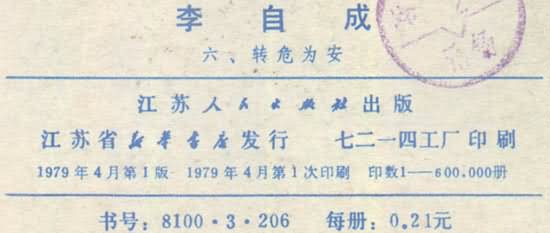 李自成
六、转危为安
江苏人民出版社出版
江苏省新华书店发行 七二一四工厂印刷
1979年4月第1版 1979年4月第1次印刷 印数1——600.000册
书号：8100·3·206 每册：0.21元